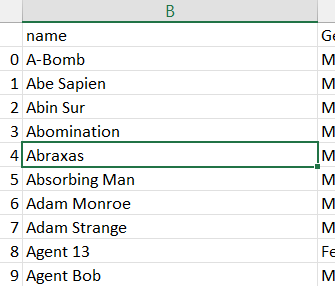 B
name Ge
0 A-Bomb M
1 Abe Sapien M
2 Abin Sur M
3 Abomination M
4 Abraxas M
5 Absorbing Man M
6 Adam Monroe M
7 Adam Strange M
8 Agent 13 Fe
9 Agent Bob M